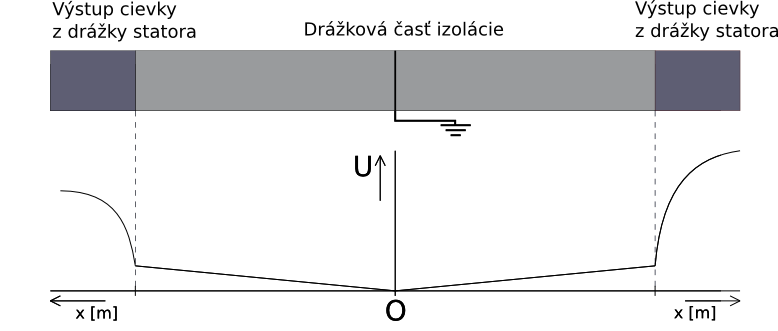 Výstup cievky
z drážky statora
Drážková časť izolácie
Výstup cievky
z drážky statora
U
x [m]
O
x [m]